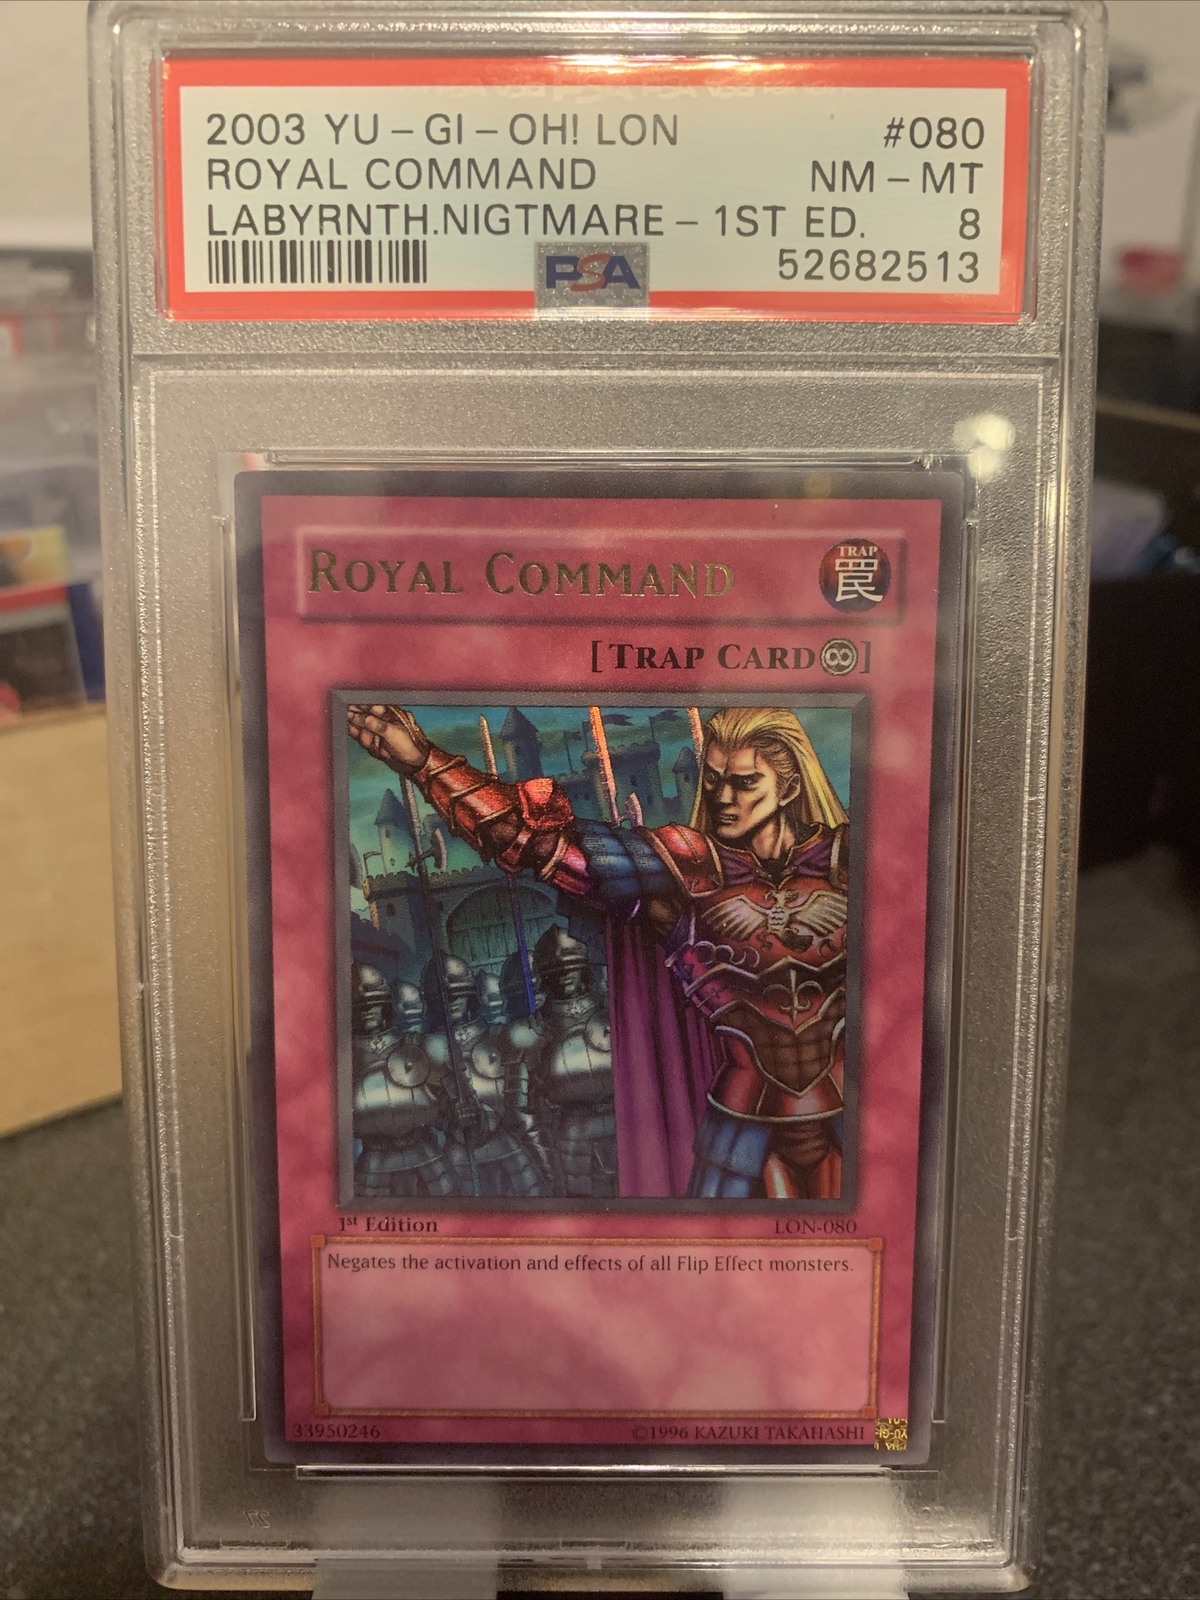 2003 YU-GI-OH! LON #080
ROYAL COMMAND NM-MT
LABYRNTH.NIGTMARE-1ST ED. 8
PSA 52682513
ROYAL COMMAND
TRAP
罠
[TRAP CARD∞]
1st Edition LON-080
Negates the activation and effects of all Flip Effect monsters.
33950246 ©1996 KAZUKI TAKAHASHI